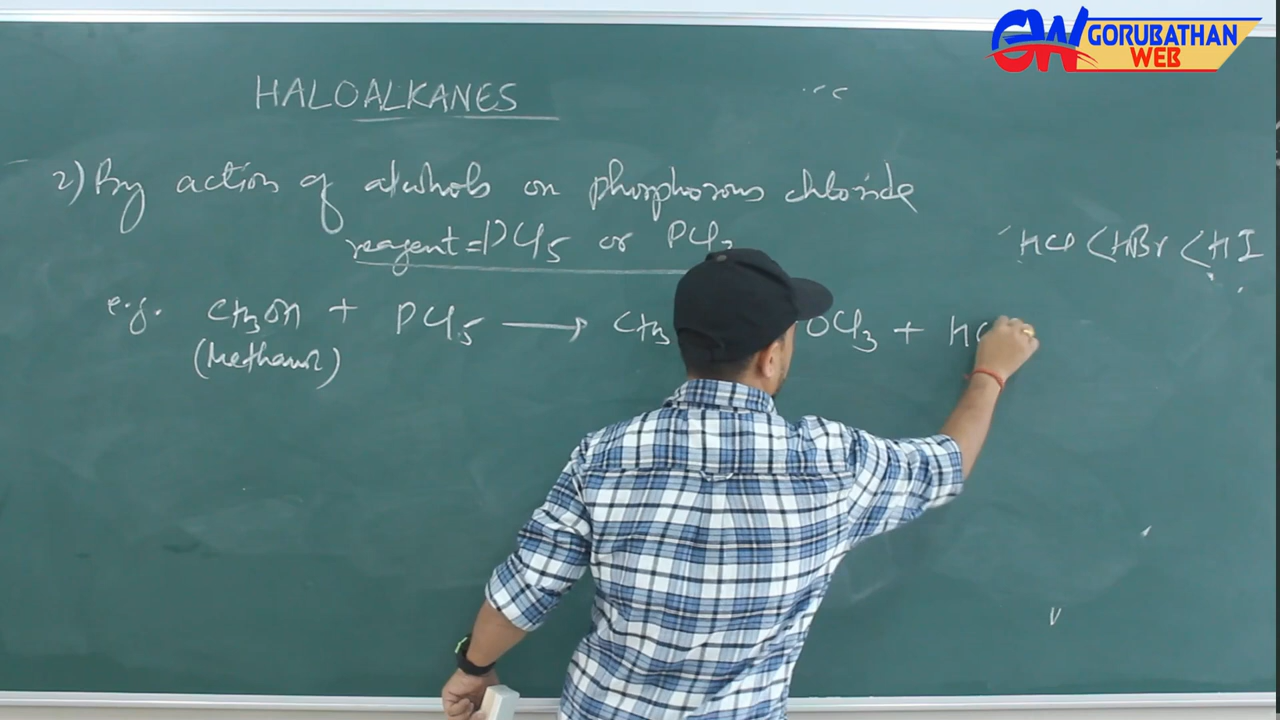 GW GORUBATHAN
WEB
HALOALKANES
2) By action of alcohols on phosphorous chloride
reagent = PCl5 or PCl3
HCl < HBr < HI
e.g. CH3OH + PCl5 ⟶ CH3 OCl3 + HC
(Methanol)